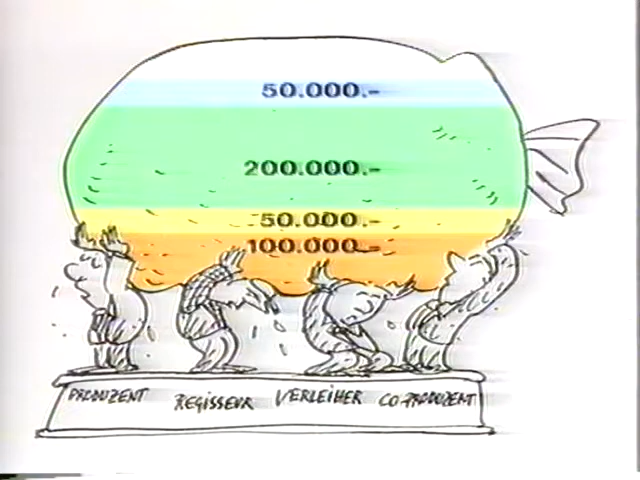 50.000.-
200.000.-
50.000.-
100.000.-
PRODUZENT REGISSEUR VERLEIHER CO-PRODUZENT